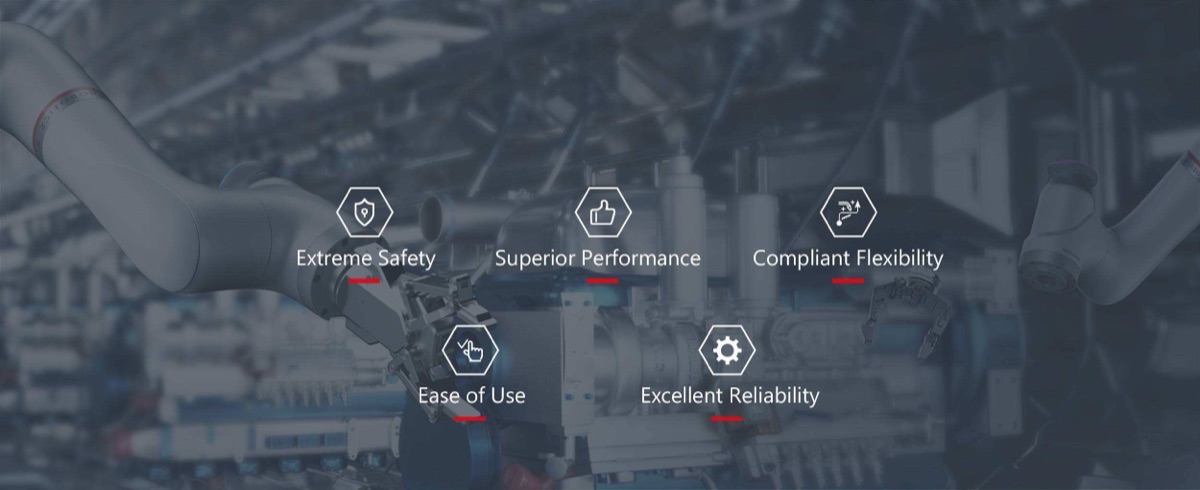 Extreme Safety
Superior Performance
Compliant Flexibility
Ease of Use
Excellent Reliability